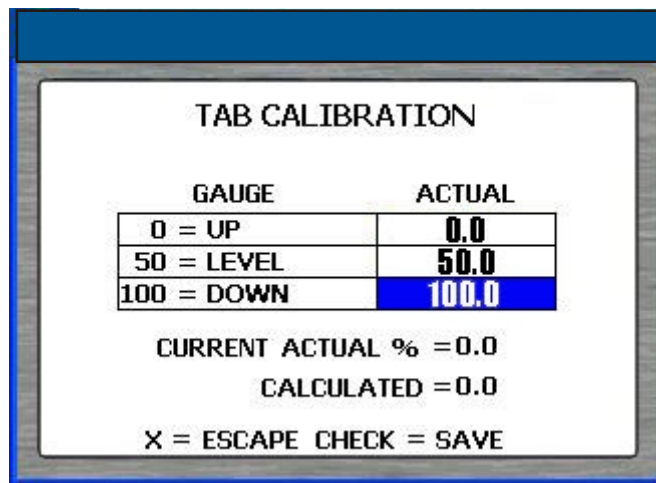 TAB CALIBRATION
GAUGE ACTUAL
0 = UP 0.0
50 = LEVEL 50.0
100 = DOWN 100.0
CURRENT ACTUAL % =0.0
CALCULATED =0.0
X = ESCAPE CHECK = SAVE